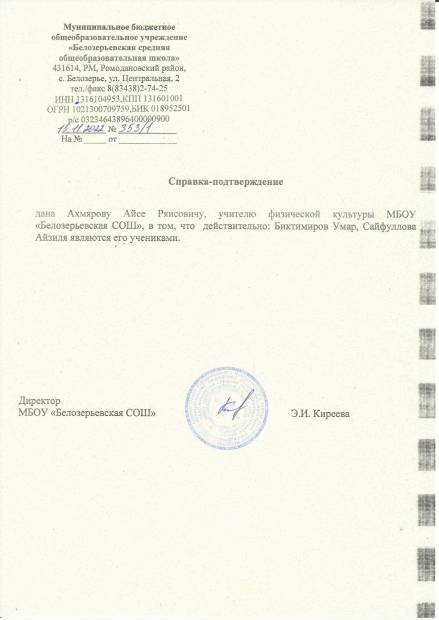 Муниципальное бюджетное
общеобразовательное учреждение
«Белозерьевская средняя
общеобразовательная школа»
431614, РМ, Ромодановский район,
с. Белозерье, ул. Центральная, 2
тел./факс 8(83438)2-74-25
ИНН 1316104953,КПП 131601001
ОГРН 1021300709759,БИК 018952501
р/с 03234643896400000900
15.11.2022 № 353/1
На № _____ от ____________
Справка-подтверждение
дана Ахмярову Айсе Ряисовичу, учителю физической культуры МБОУ
«Белозерьевская СОШ», в том, что действительно: Биктимиров Умар, Сайфуллова
Айзиля являются его учениками.
Директор
МБОУ «Белозерьевская СОШ»
Э.И. Киреева